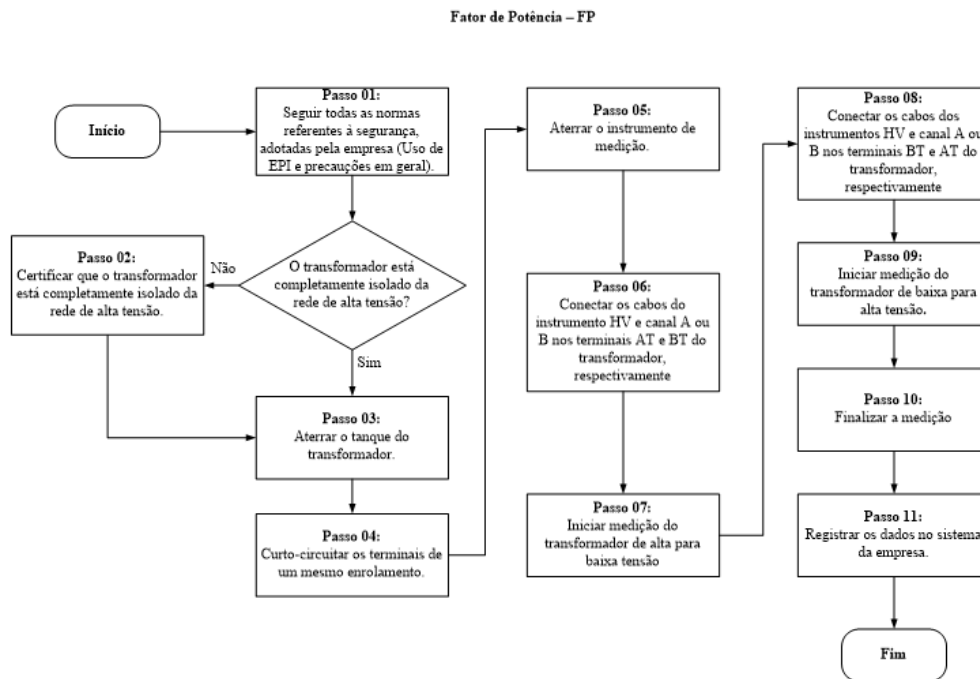 Fator de Potência – FP
Início
Passo 01:
Seguir todas as normas
referentes à segurança,
adotadas pela empresa (Uso de
EPI e precauções em geral).
Passo 02:
Certificar que o transformador
está completamente isolado da
rede de alta tensão.
Não
O transformador está
completamente isolado da
rede de alta tensão?
Sim
Passo 03:
Aterrar o tanque do
transformador.
Passo 04:
Curto-circuitar os terminais de
um mesmo enrolamento.
Passo 05:
Aterrar o instrumento de
medição.
Passo 06:
Conectar os cabos do
instrumento HV e canal A ou
B nos terminais AT e BT do
transformador,
respectivamente
Passo 07:
Iniciar medição do
transformador de alta para
baixa tensão
Passo 08:
Conectar os cabos dos
instrumentos HV e canal A ou
B nos terminais BT e AT do
transformador,
respectivamente
Passo 09:
Iniciar medição do
transformador de baixa para
alta tensão.
Passo 10:
Finalizar a medição
Passo 11:
Registrar os dados no sistema
da empresa.
Fim